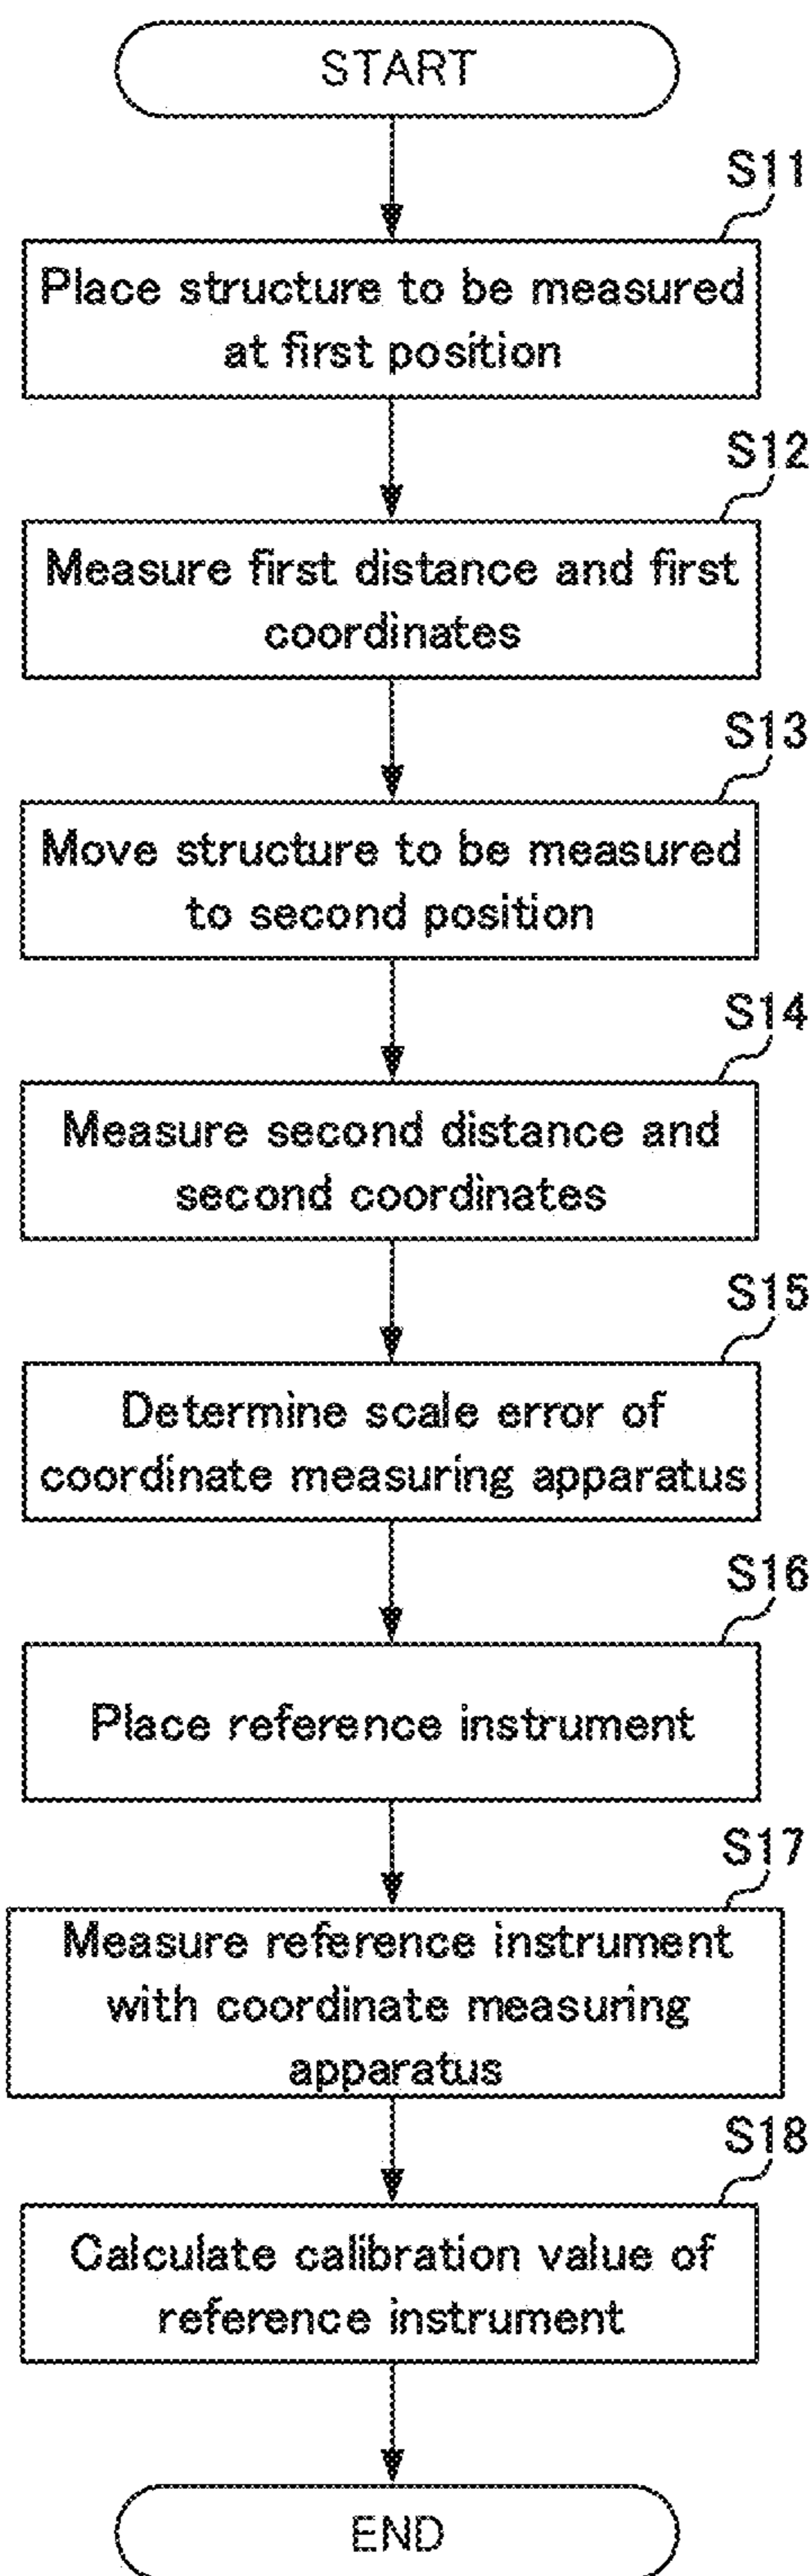 START
S11
Place structure to be measured
at first position
S12
Measure first distance and first
coordinates
S13
Move structure to be measured
to second position
S14
Measure second distance and
second coordinates
S15
Determine scale error of
coordinate measuring apparatus
S16
Place reference instrument
S17
Measure reference instrument
with coordinate measuring
apparatus
S18
Calculate calibration value of
reference instrument
END